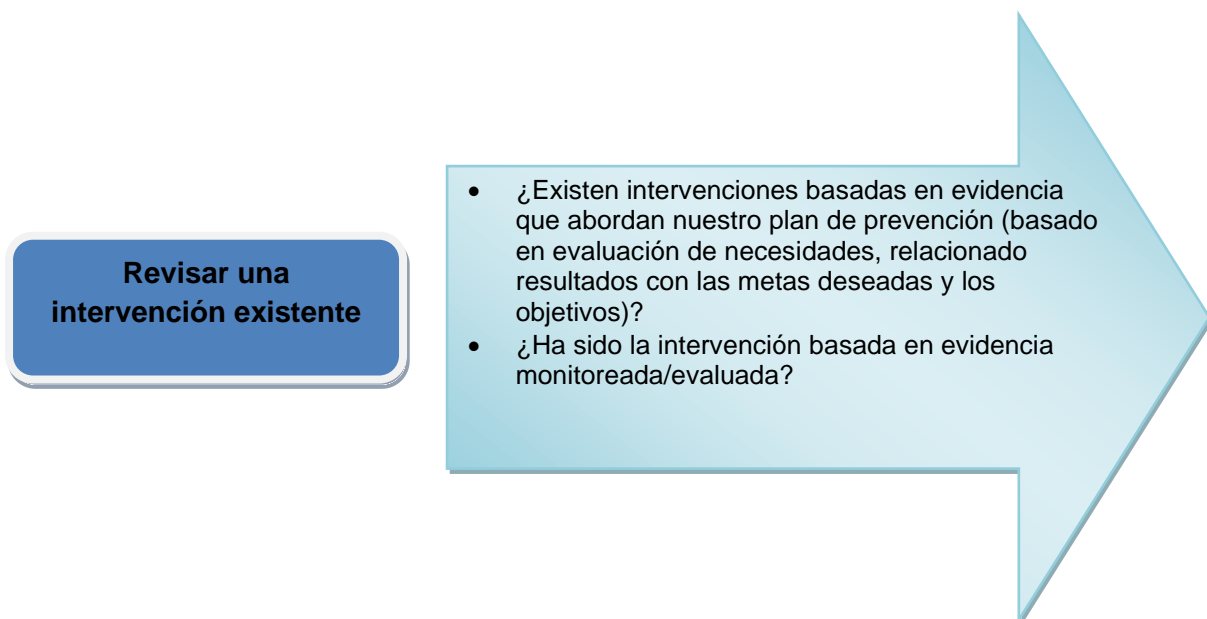 Revisar una
intervención existente
• ¿Existen intervenciones basadas en evidencia
que abordan nuestro plan de prevención (basado
en evaluación de necesidades, relacionado
resultados con las metas deseadas y los
objetivos)?
• ¿Ha sido la intervención basada en evidencia
monitoreada/evaluada?